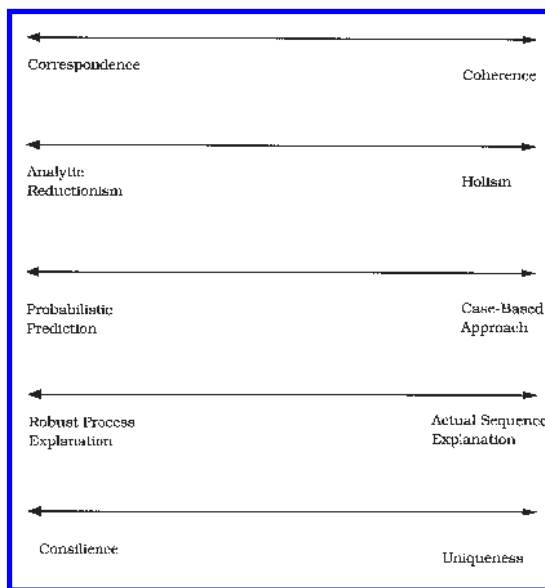 Correspondence
Coherence
Analytic
Reductionism
Holism
Probabilistic
Prediction
Case-Based
Approach
Robust Process
Explanation
Actual Sequence
Explanation
Consilience
Uniqueness